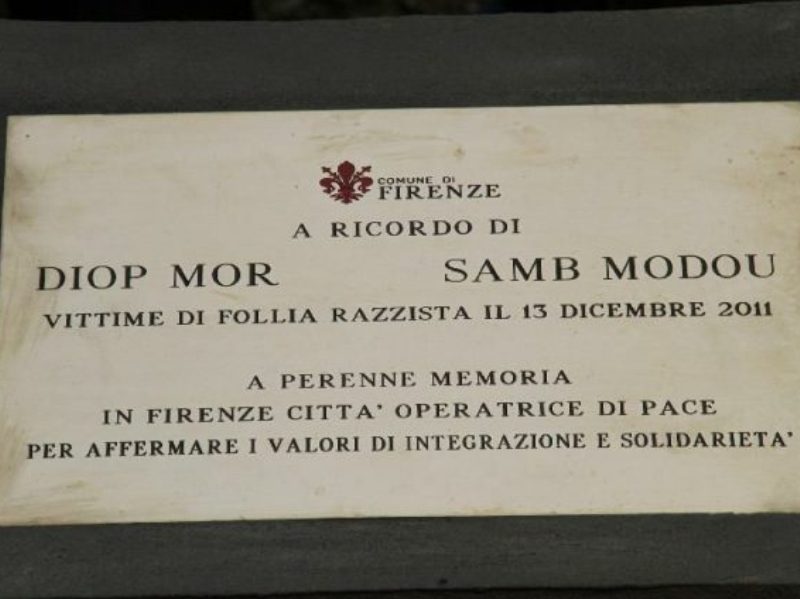 COMUNE DI
FIRENZE
A RICORDO DI
DIOP MOR SAMB MODOU
VITTIME DI FOLLIA RAZZISTA IL 13 DICEMBRE 2011
A PERENNE MEMORIA
IN FIRENZE CITTA' OPERATRICE DI PACE
PER AFFERMARE I VALORI DI INTEGRAZIONE E SOLIDARIETA'